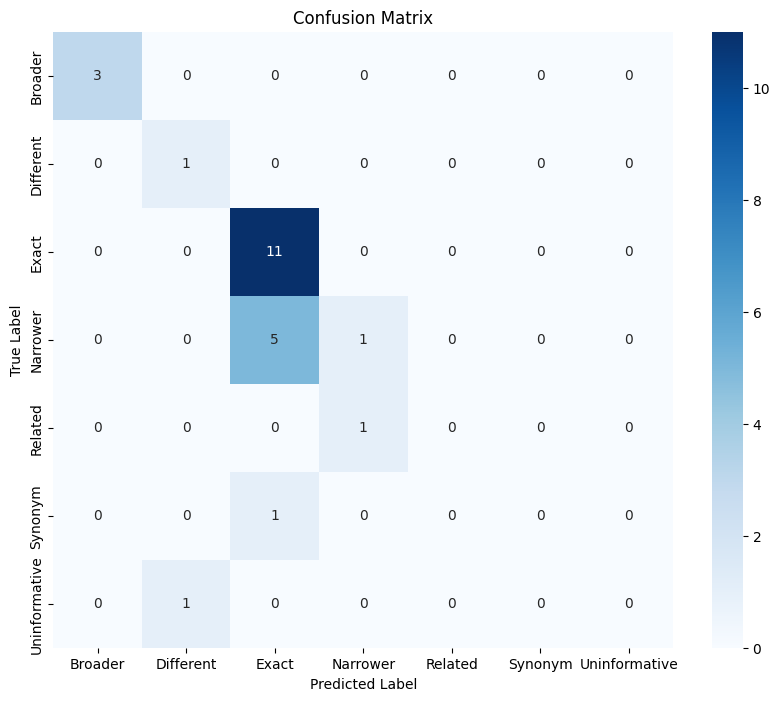 Confusion Matrix
True Label
Broader 3 0 0 0 0 0 0
Different 0 1 0 0 0 0 0
Exact 0 0 11 0 0 0 0
Narrower 0 0 5 1 0 0 0
Related 0 0 0 1 0 0 0
Synonym 0 0 1 0 0 0 0
Uninformative 0 1 0 0 0 0 0
Broader Different Exact Narrower Related Synonym Uninformative
Predicted Label
10
8
6
4
2
0